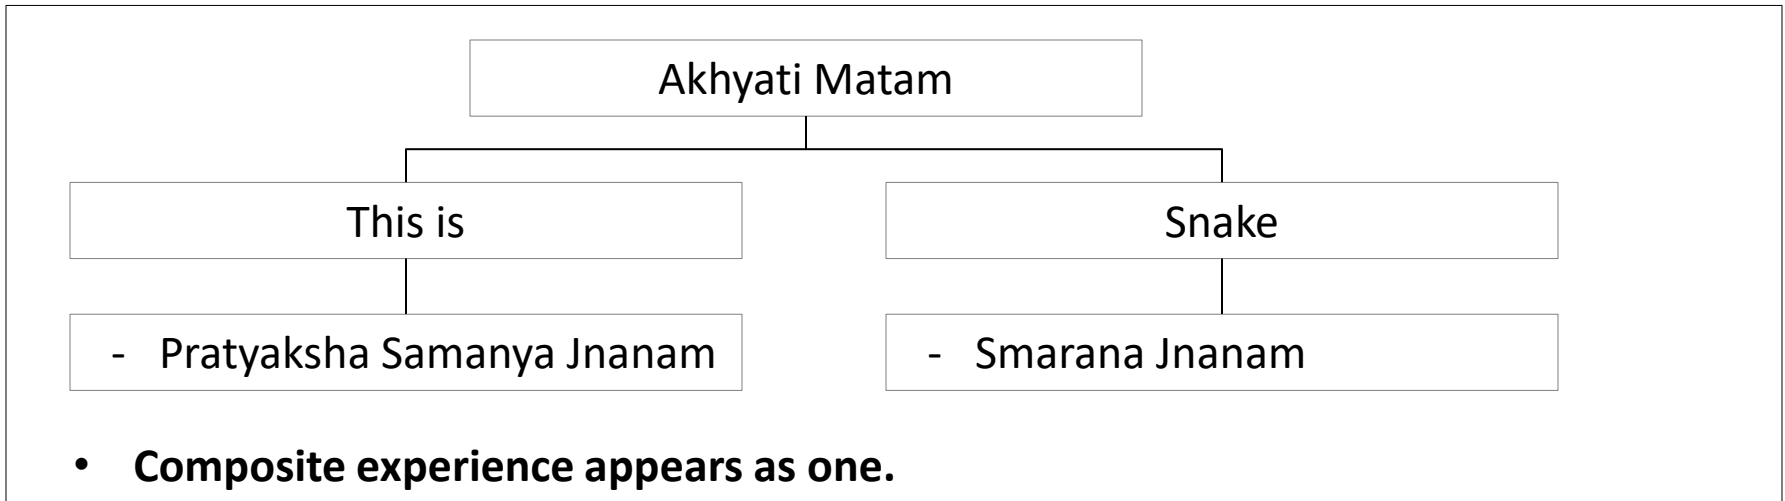 Akhyati Matam
This is
Snake
- Pratyaksha Samanya Jnanam
- Smarana Jnanam
• Composite experience appears as one.